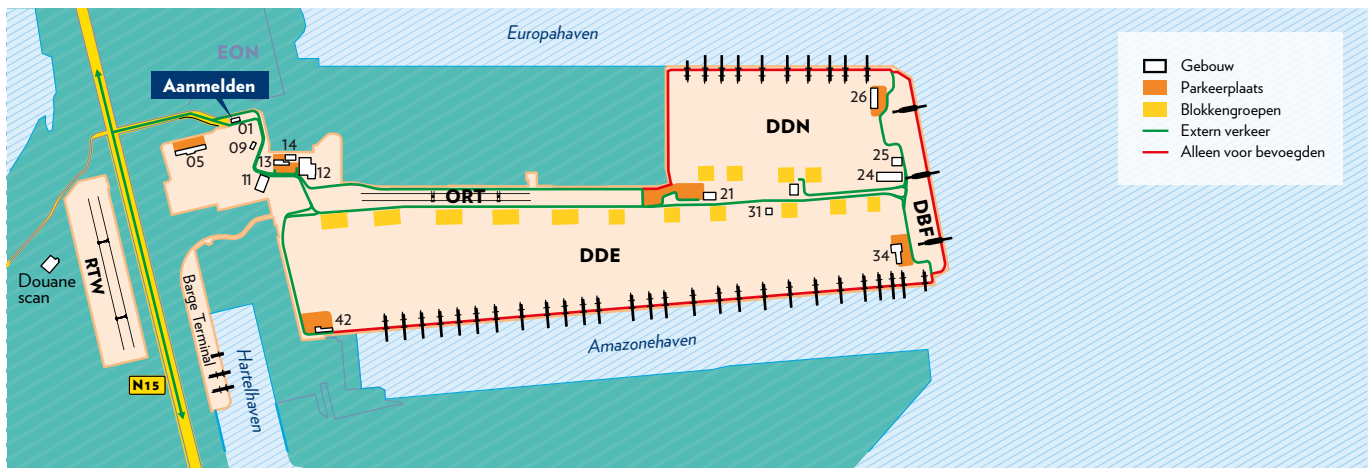 Europahaven
EON
Aanmelden
01
09
05
14
13
12
11
ORT
DDN
26
25
24
21
31
DBF
34
DDE
42
Amazonehaven
RTW
Douane
scan
Barge Terminal
Hartelhaven
N15
Gebouw
Parkeerplaats
Blokkengroepen
Extern verkeer
Alleen voor bevoegden